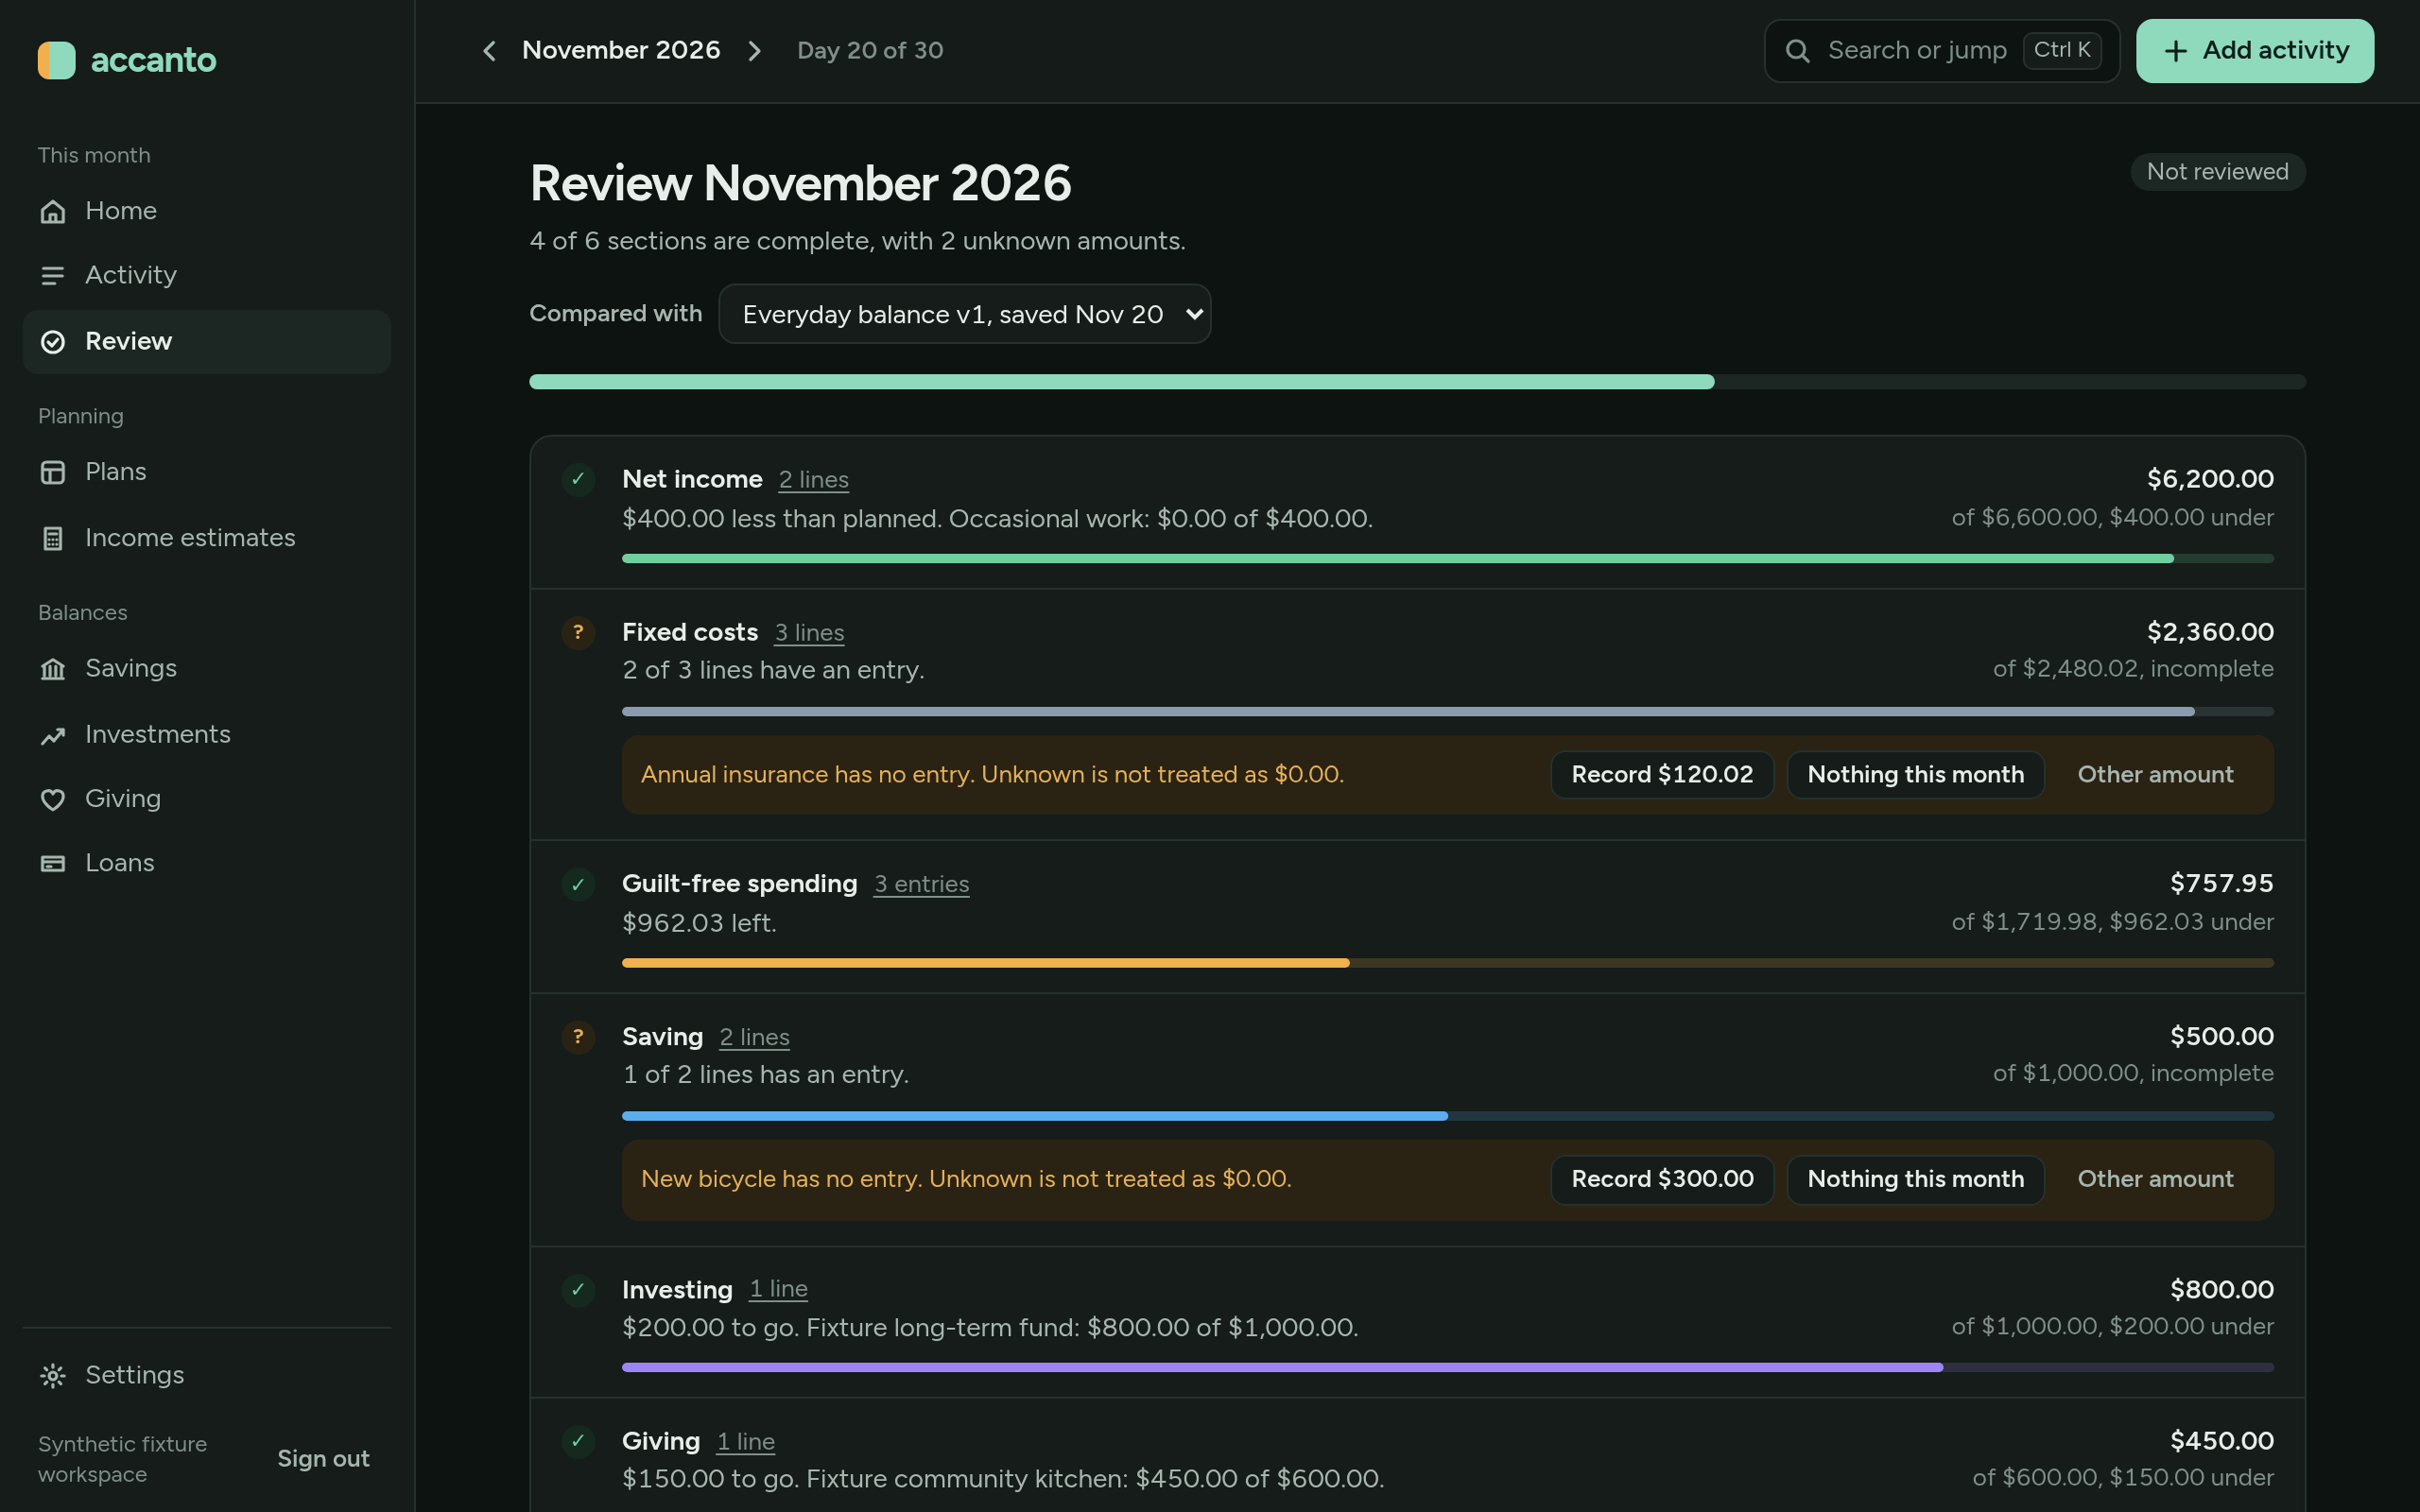 accanto
This month
Home
Activity
Review
Planning
Plans
Income estimates
Balances
Savings
Investments
Giving
Loans
Settings
Synthetic fixture
workspace
Sign out
November 2026
Day 20 of 30
Search or jump
Ctrl K
Add activity
Review November 2026
Not reviewed
4 of 6 sections are complete, with 2 unknown amounts.
Compared with
Everyday balance v1, saved Nov 20
Net income 2 lines
$6,200.00
$400.00 less than planned. Occasional work: $0.00 of $400.00.
of $6,600.00, $400.00 under
? Fixed costs 3 lines
$2,360.00
2 of 3 lines have an entry.
of $2,480.02, incomplete
Annual insurance has no entry. Unknown is not treated as $0.00.
Record $120.02
Nothing this month
Other amount
Guilt-free spending 3 entries
$757.95
$962.03 left.
of $1,719.98, $962.03 under
? Saving 2 lines
$500.00
1 of 2 lines has an entry.
of $1,000.00, incomplete
New bicycle has no entry. Unknown is not treated as $0.00.
Record $300.00
Nothing this month
Other amount
Investing 1 line
$800.00
$200.00 to go. Fixture long-term fund: $800.00 of $1,000.00.
of $1,000.00, $200.00 under
Giving 1 line
$450.00
$150.00 to go. Fixture community kitchen: $450.00 of $600.00.
of $600.00, $150.00 under